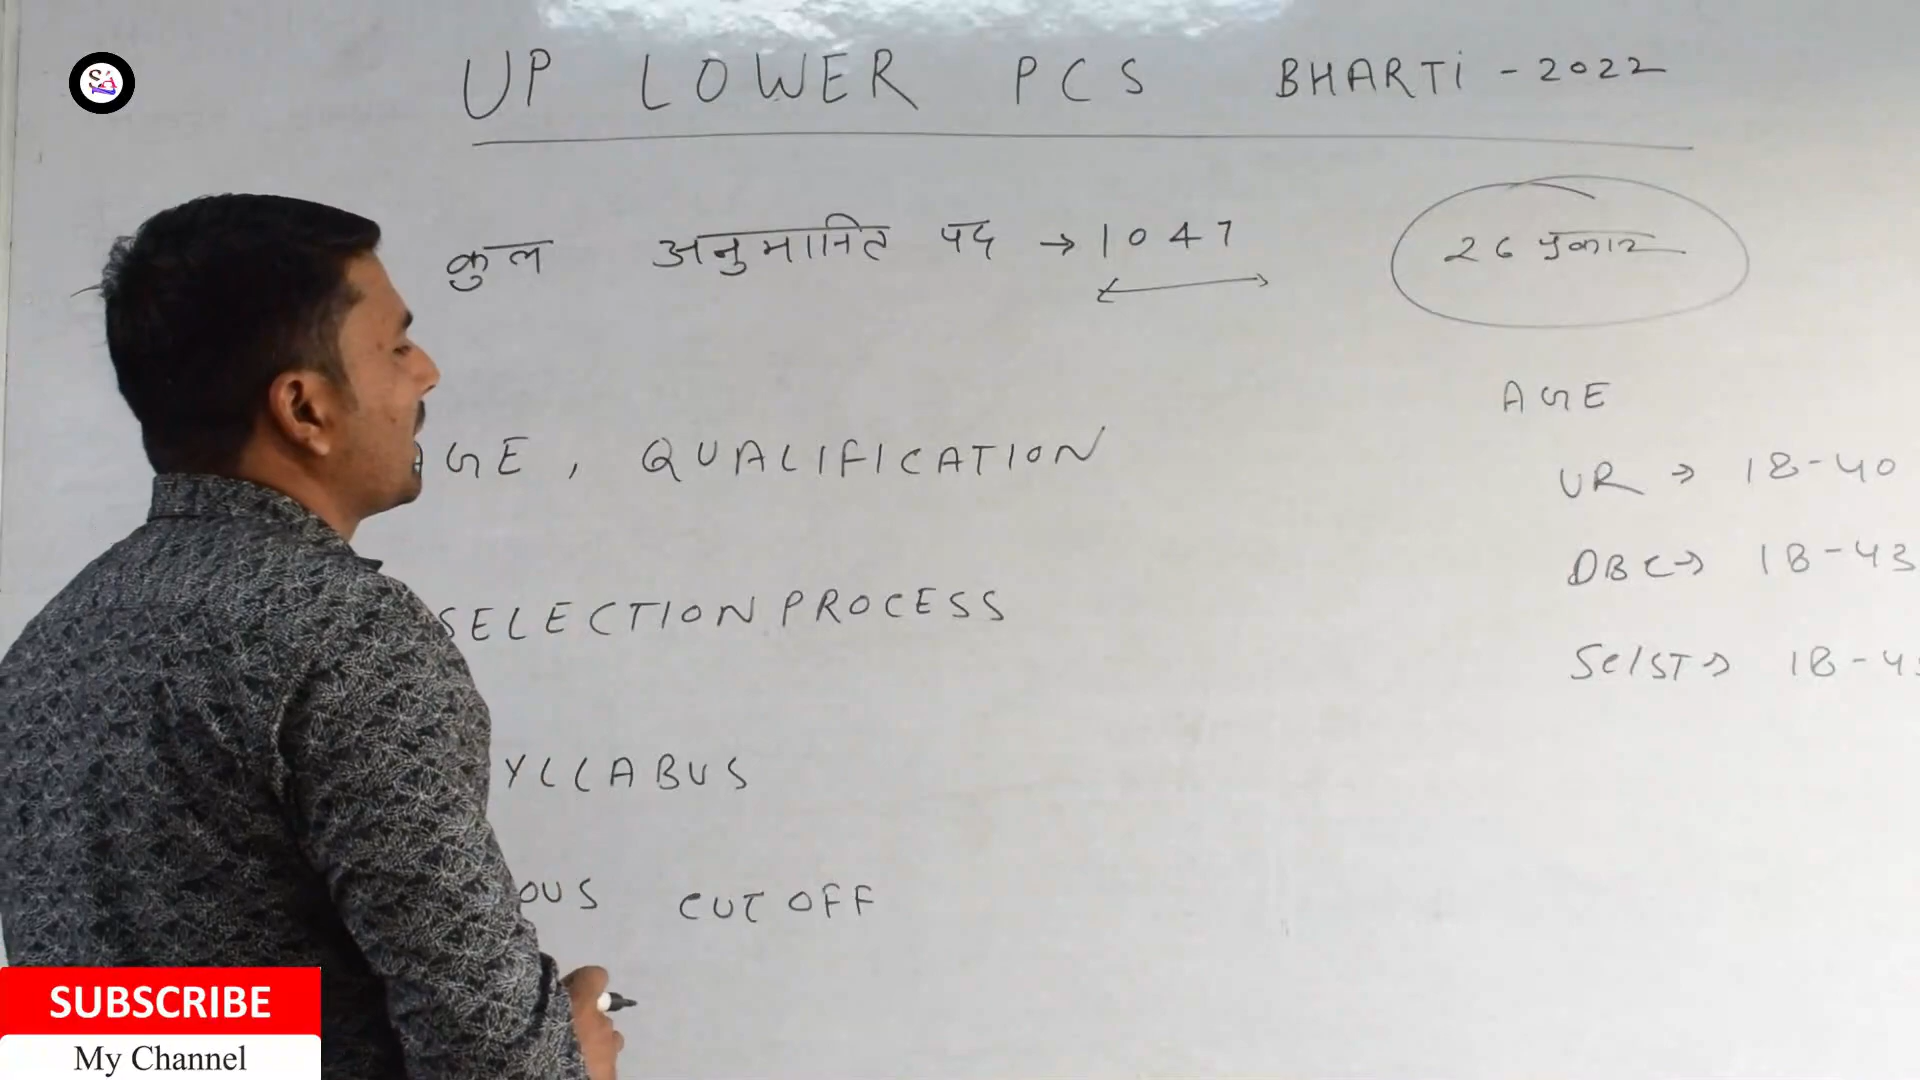 UP LOWER PCS BHARTi - 2022
कुल अनुमानित पद → 1047
26 प्रकार
AGE
AGE, QUALIFICATION
UR → 18-40
OBC → 18-43
SELECTION PROCESS
SC/ST → 18-4
YLLABUS
OUS CUT OFF
SUBSCRIBE
My Channel